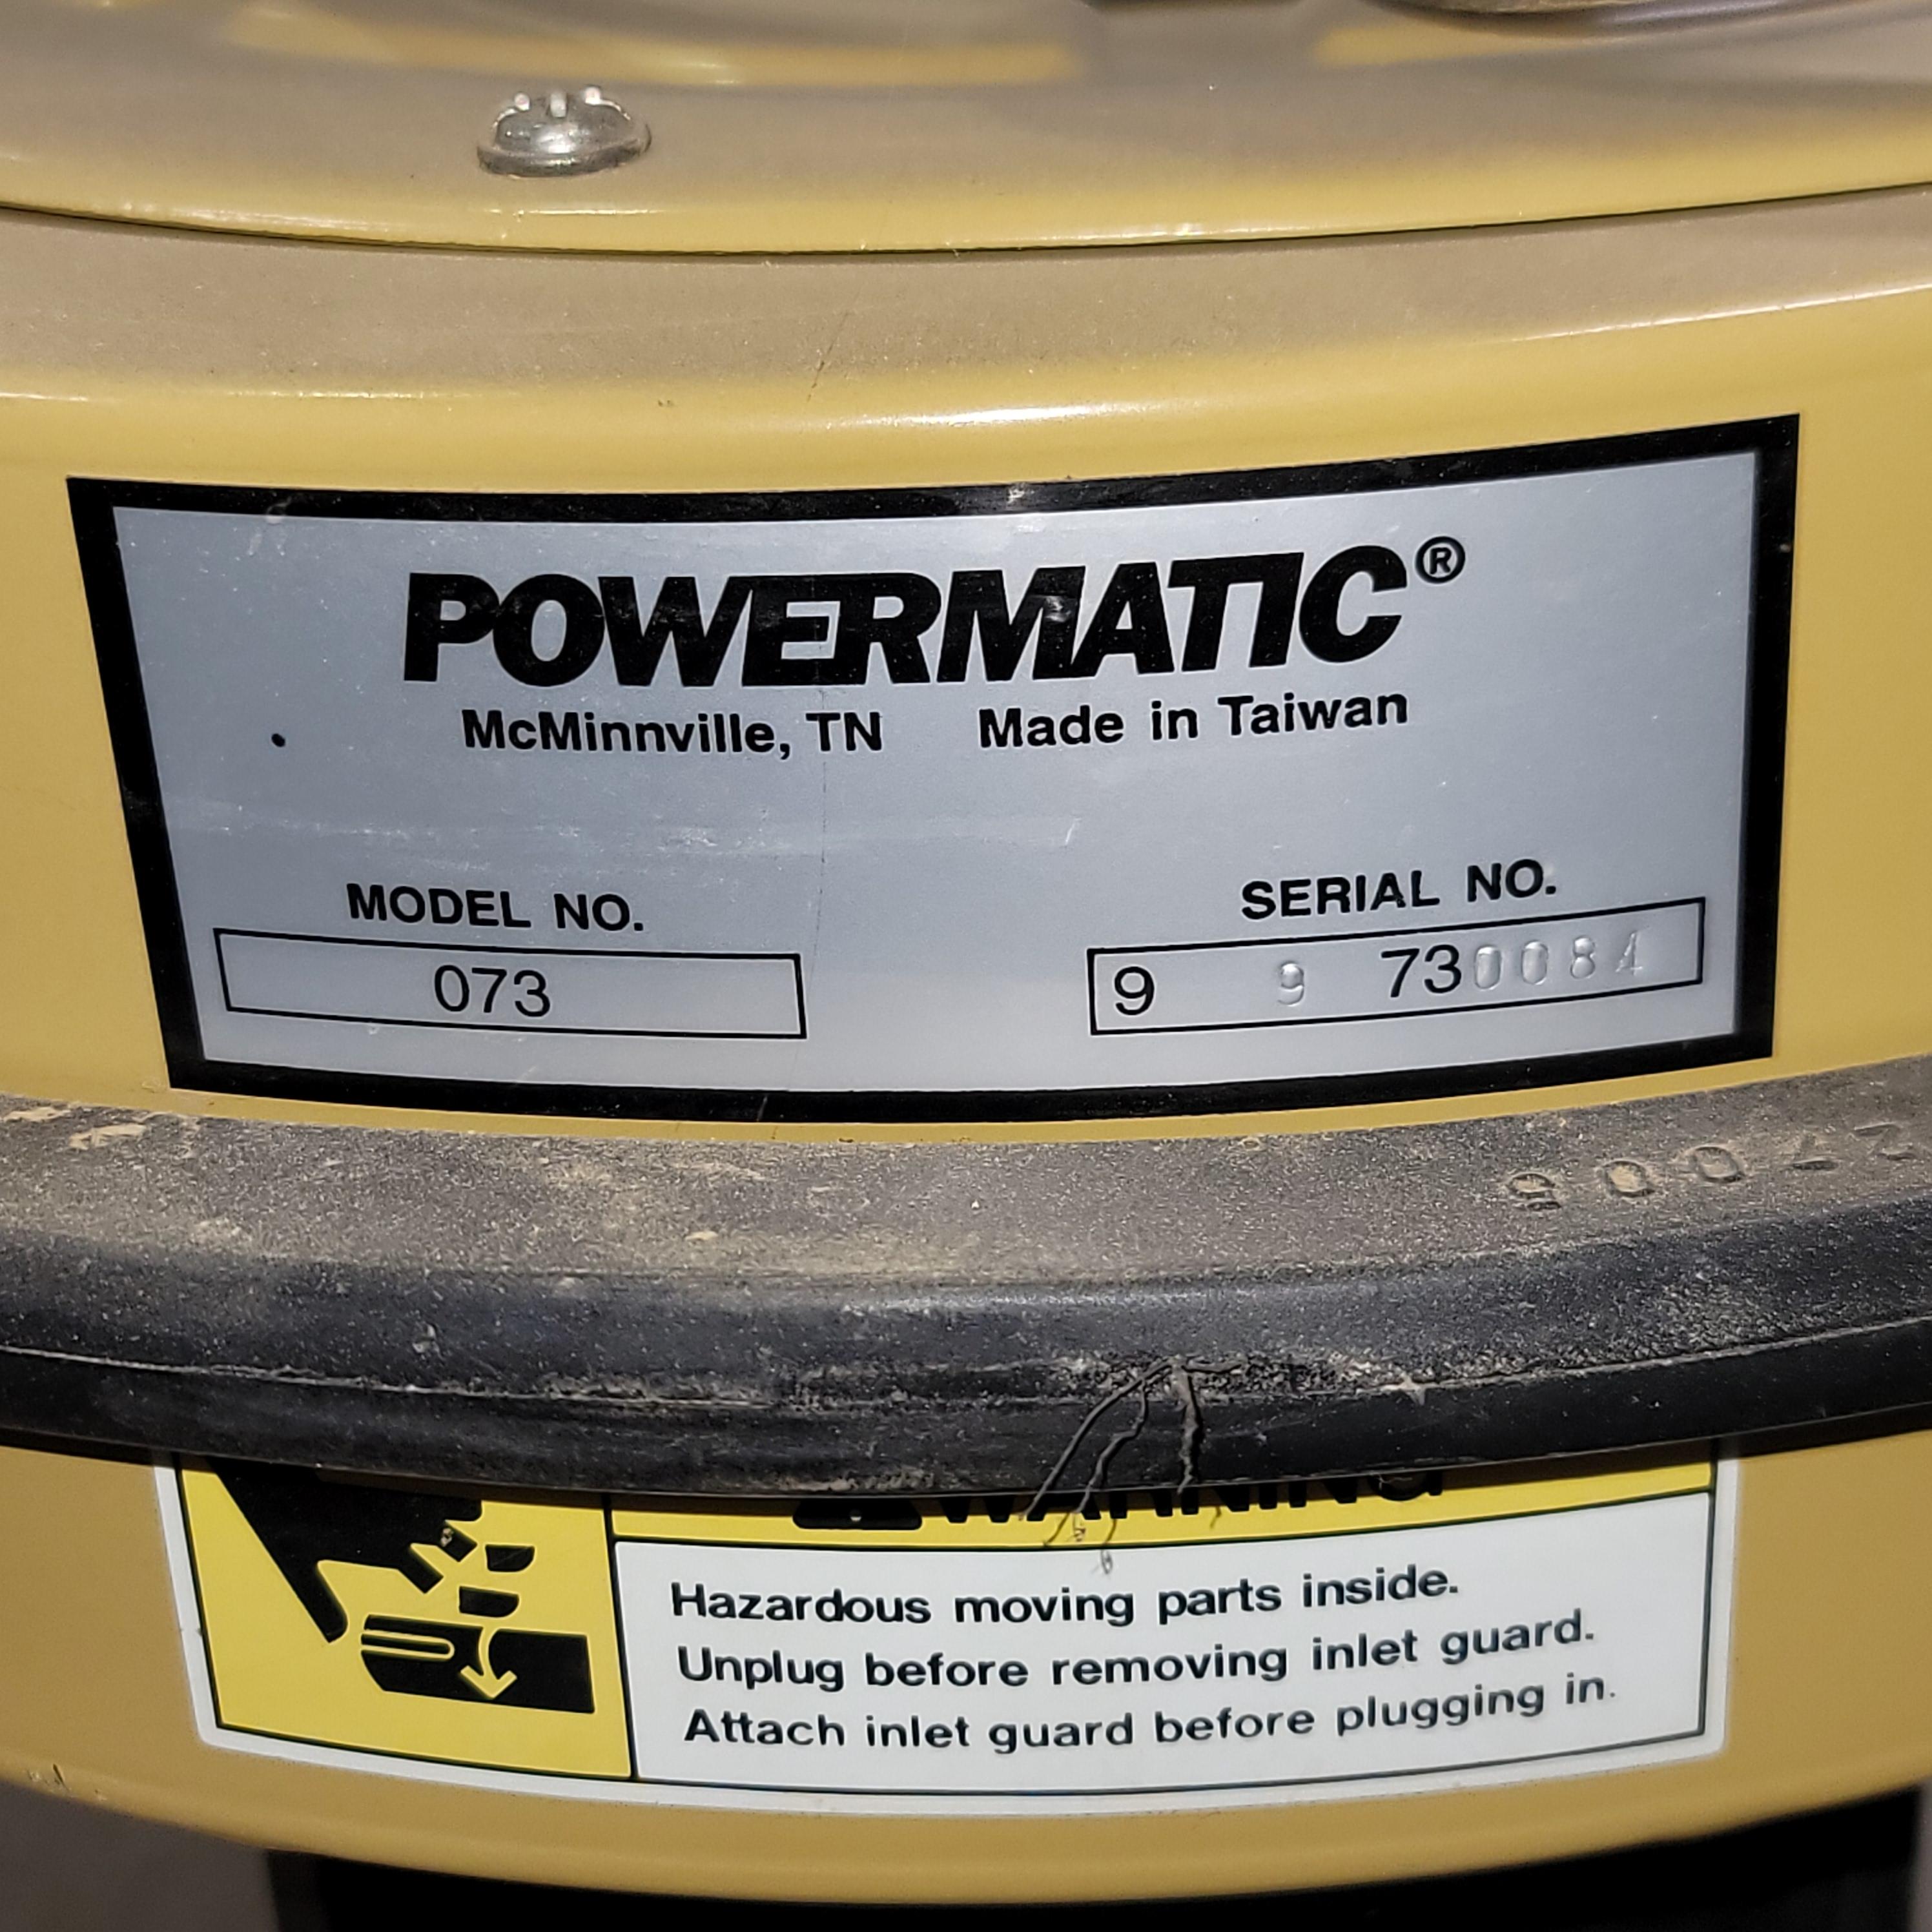 POWERMATIC®
McMinnville, TN Made in Taiwan
MODEL NO. SERIAL NO.
073 9 9 730084
WARNING
Hazardous moving parts inside.
Unplug before removing inlet guard.
Attach inlet guard before plugging in.